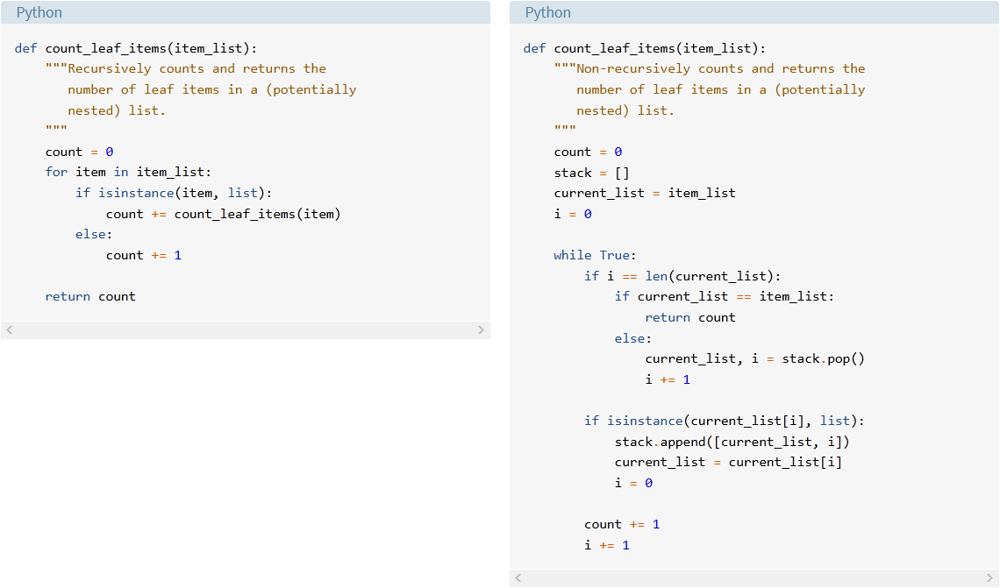 Python
def count_leaf_items(item_list):
    """Recursively counts and returns the
       number of leaf items in a (potentially
       nested) list.
    """
    count = 0
    for item in item_list:
        if isinstance(item, list):
            count += count_leaf_items(item)
        else:
            count += 1

    return count
Python
def count_leaf_items(item_list):
    """Non-recursively counts and returns the
       number of leaf items in a (potentially
       nested) list.
    """
    count = 0
    stack = []
    current_list = item_list
    i = 0

    while True:
        if i == len(current_list):
            if current_list == item_list:
                return count
            else:
                current_list, i = stack.pop()
                i += 1

        if isinstance(current_list[i], list):
            stack.append([current_list, i])
            current_list = current_list[i]
            i = 0

        count += 1
        i += 1